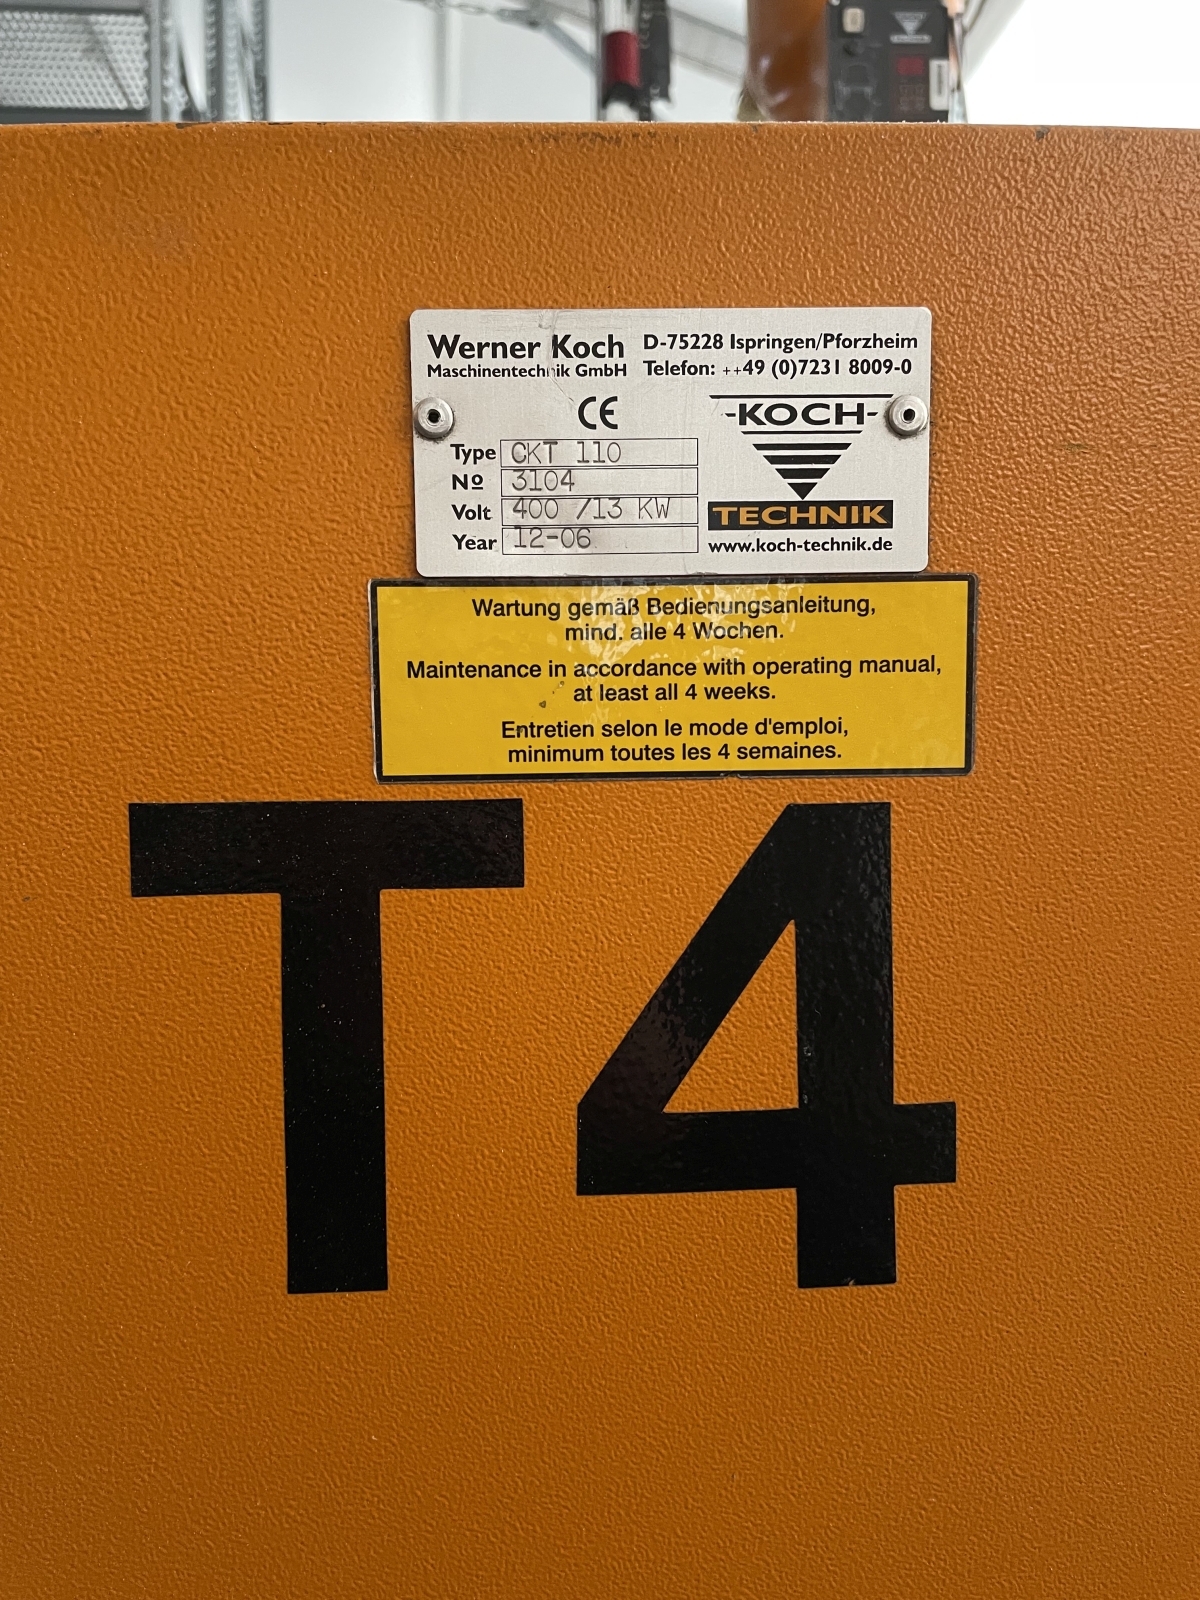 Werner Koch
Maschinentechnik GmbH
D-75228 Ispringen/Pforzheim
Telefon: ++49 (0)7231 8009-0
CE
Type CKT 110
Nº 3104
Volt 400 /13 KW
Year 12-06
-KOCH-
TECHNIK
www.koch-technik.de
Wartung gemäß Bedienungsanleitung,
mind. alle 4 Wochen.
Maintenance in accordance with operating manual,
at least all 4 weeks.
Entretien selon le mode d'emploi,
minimum toutes les 4 semaines.
T4